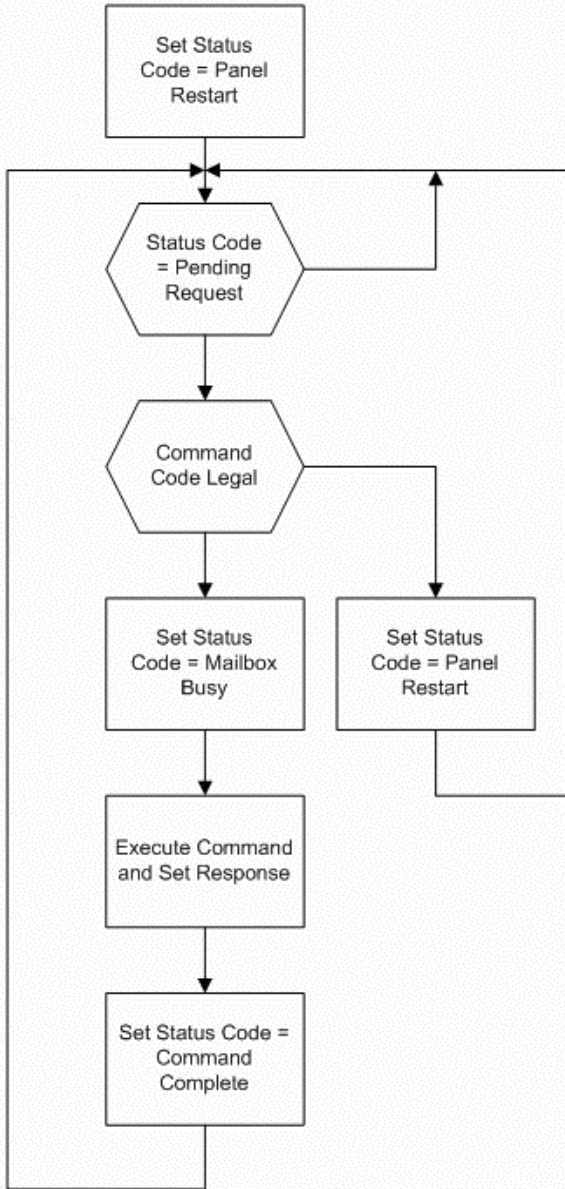 Set Status
Code = Panel
Restart
Status Code
= Pending
Request
Command
Code Legal
Set Status
Code = Mailbox
Busy
Set Status
Code = Panel
Restart
Execute Command
and Set Response
Set Status Code =
Command
Complete